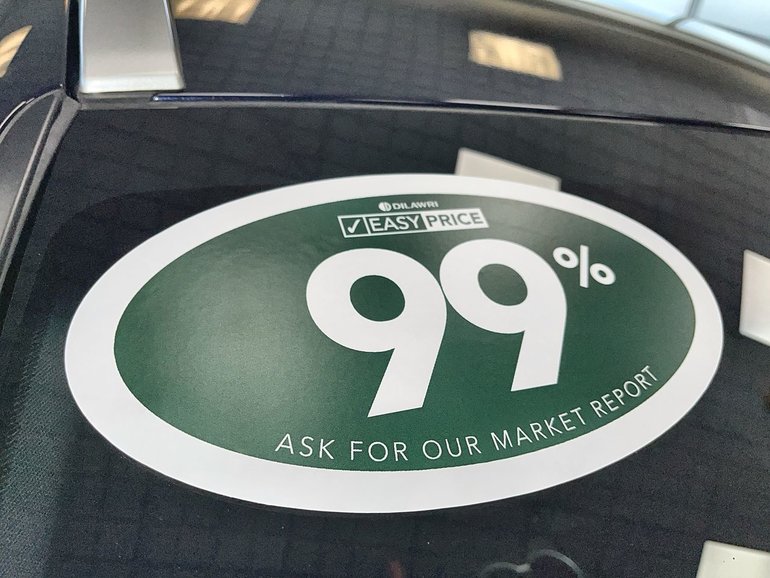 DILAWRI
EASY PRICE
99%
ASK FOR OUR MARKET REPORT